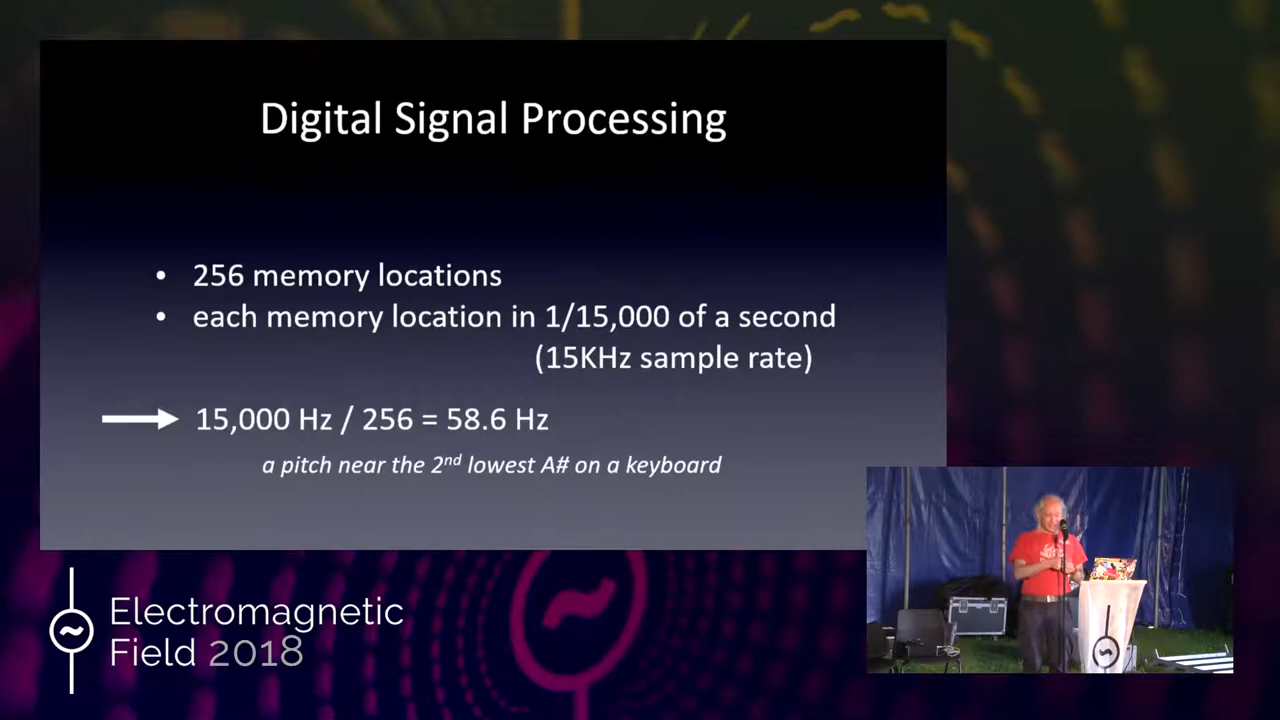 Digital Signal Processing
• 256 memory locations
• each memory location in 1/15,000 of a second
(15KHz sample rate)
15,000 Hz / 256 = 58.6 Hz
a pitch near the 2nd lowest A# on a keyboard
Electromagnetic
Field 2018